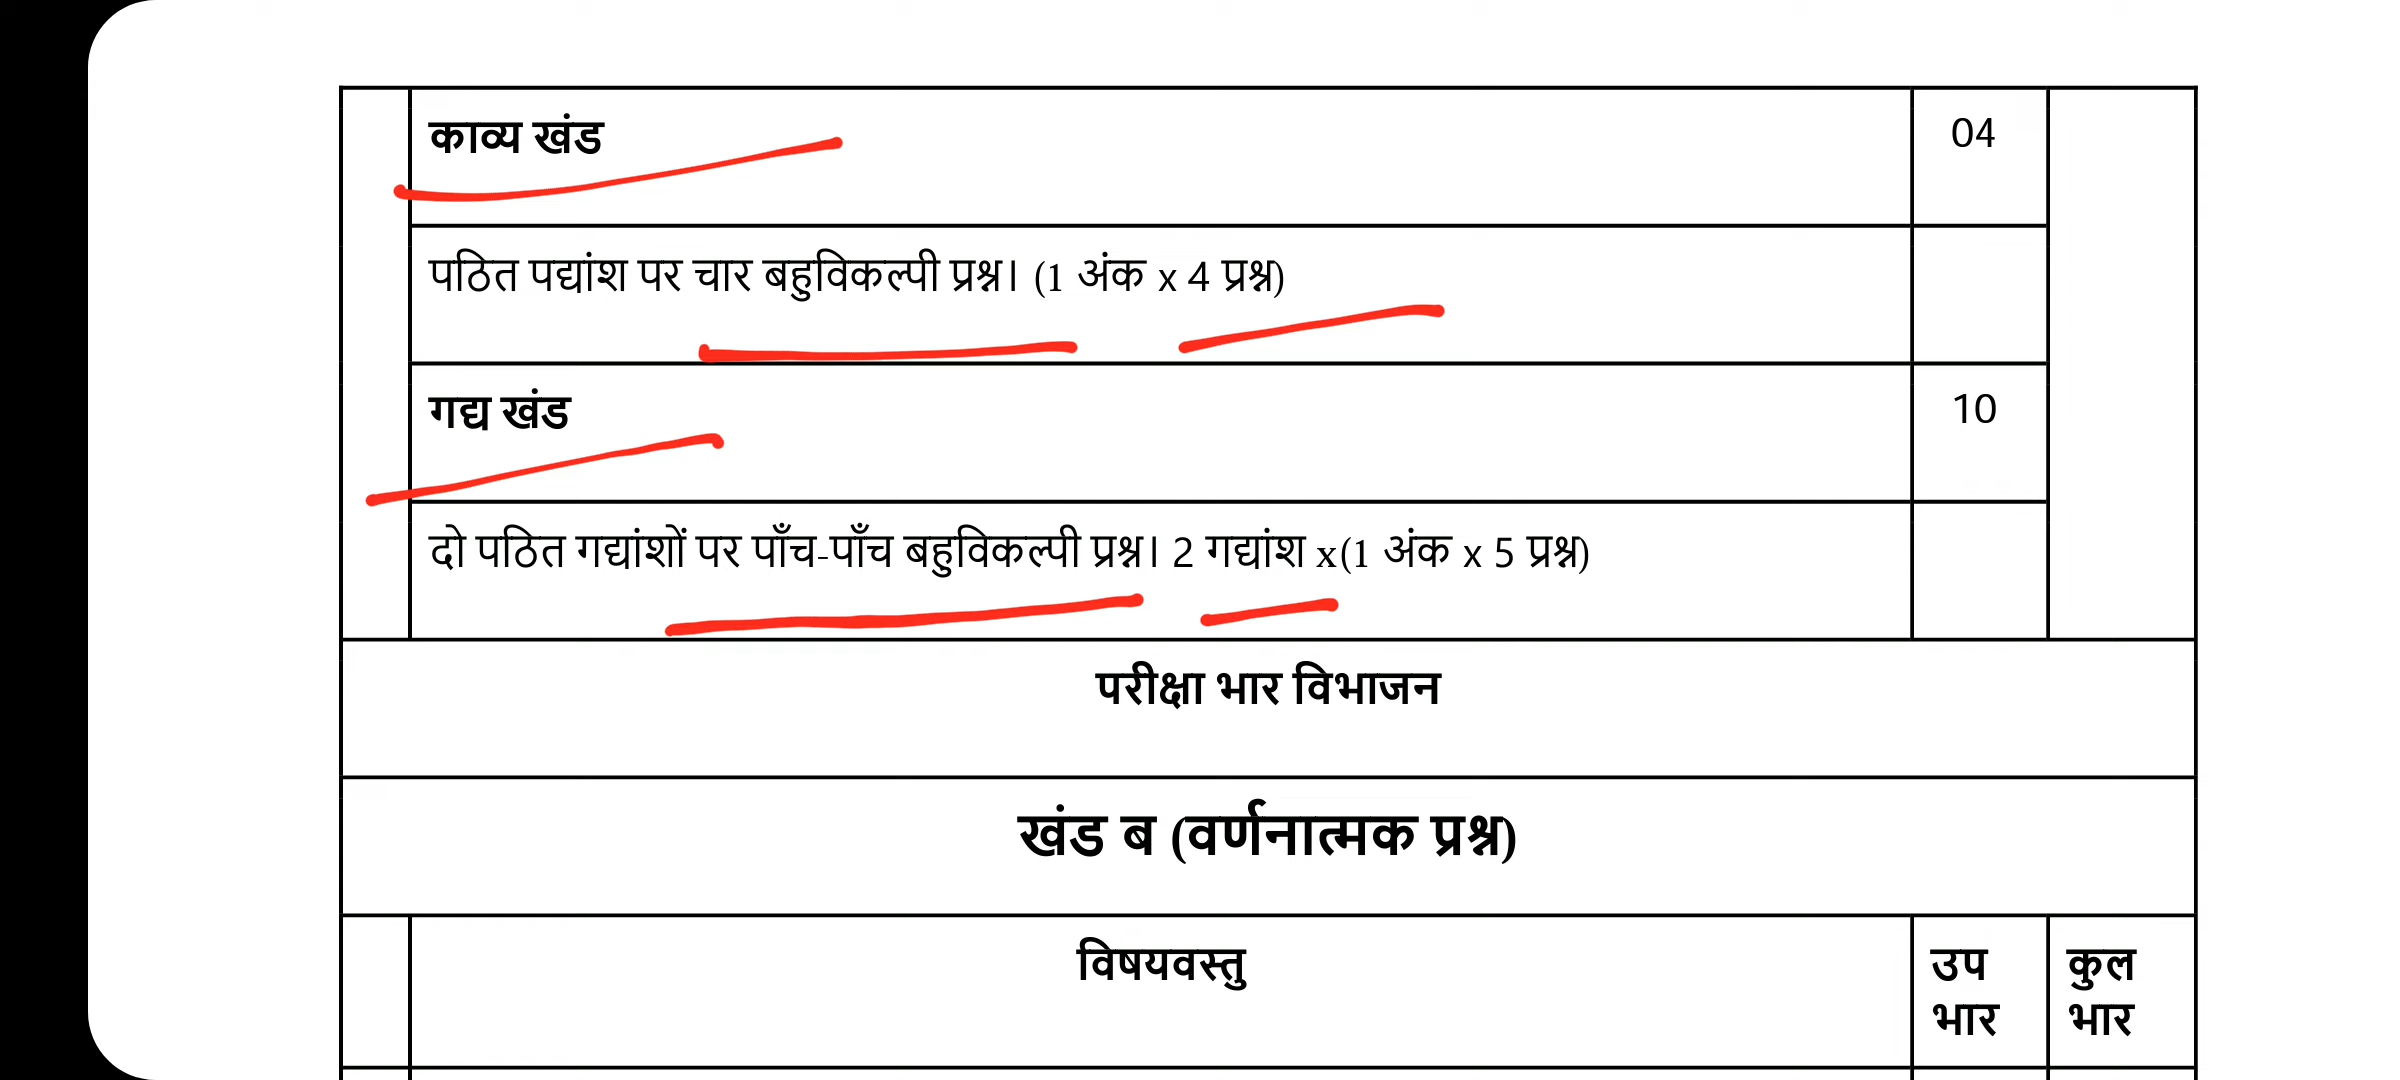 काव्य खंड 04
पठित पद्यांश पर चार बहुविकल्पी प्रश्न। (1 अंक x 4 प्रश्न)
गद्य खंड 10
दो पठित गद्यांशों पर पाँच-पाँच बहुविकल्पी प्रश्न। 2 गद्यांश x(1 अंक x 5 प्रश्न)
परीक्षा भार विभाजन
खंड ब (वर्णनात्मक प्रश्न)
विषयवस्तु
उप
भार
कुल
भार